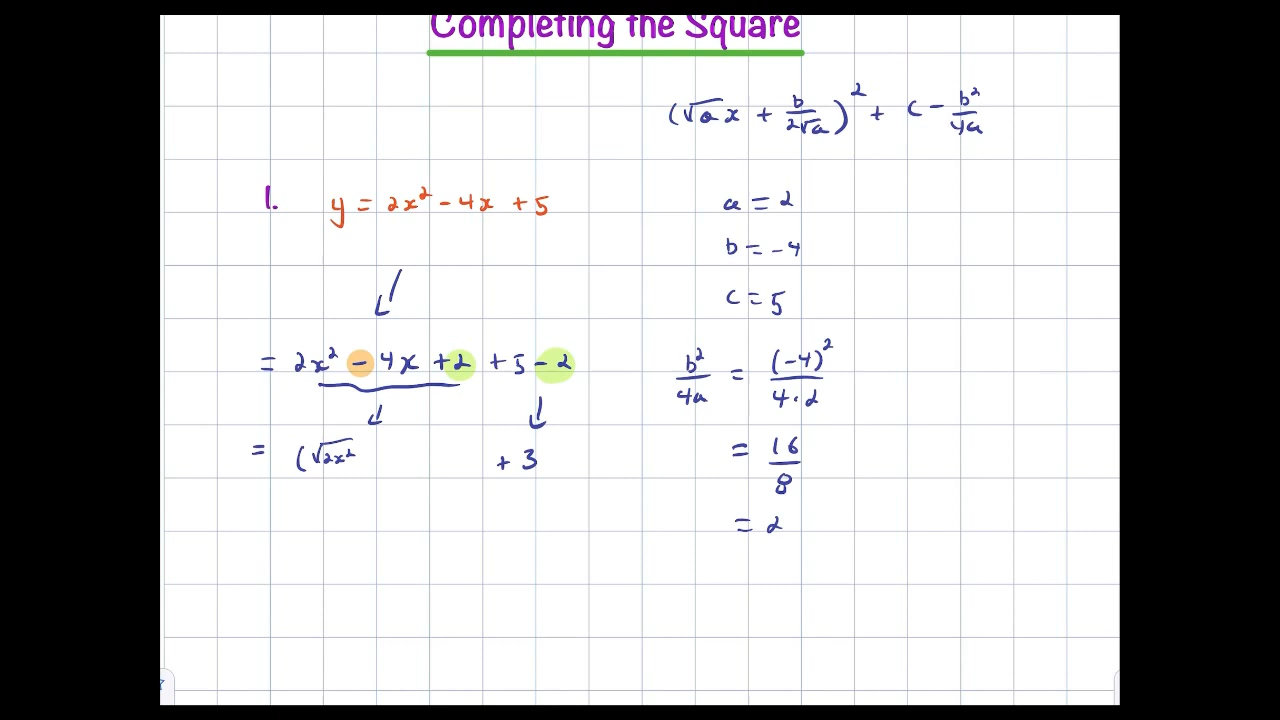 Completing the Square
(√a x + b/2√a)² + c − b²/4a
1. y = 2x² − 4x + 5
a = 2
b = −4
c = 5
= 2x² − 4x + 2 + 5 − 2
b²/4a = (−4)²/4·2
= (√2x² + 3
= 16/8
= 2